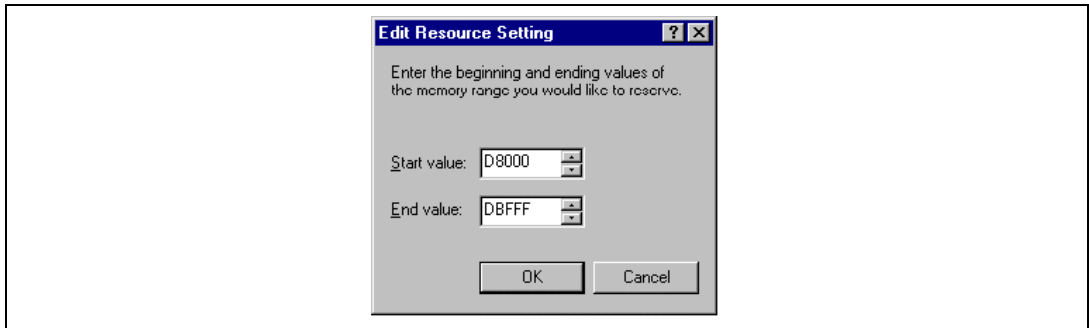 Edit Resource Setting
Enter the beginning and ending values of
the memory range you would like to reserve.
Start value: D8000
End value: DBFFF
OK Cancel